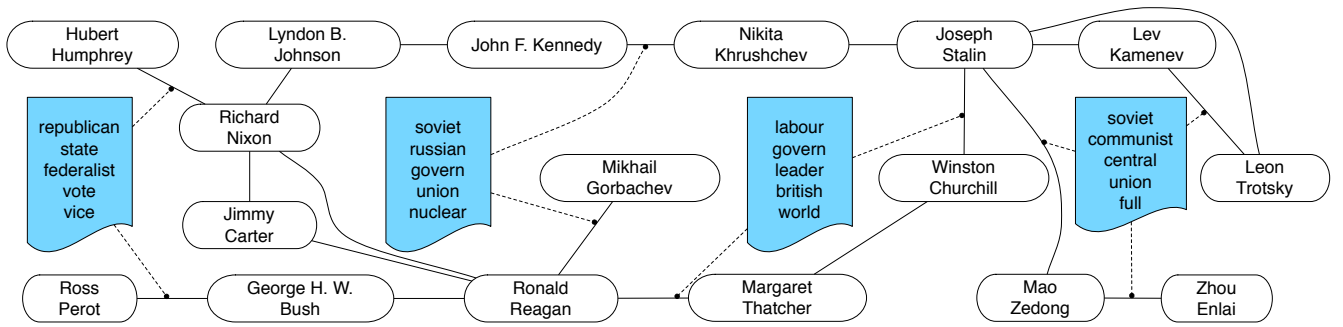 Hubert
Humphrey
Lyndon B.
Johnson
John F. Kennedy
Nikita
Khrushchev
Joseph
Stalin
Lev
Kamenev
republican
state
federalist
vote
vice
Richard
Nixon
soviet
russian
govern
union
nuclear
Mikhail
Gorbachev
labour
govern
leader
british
world
Winston
Churchill
soviet
communist
central
union
full
Leon
Trotsky
Jimmy
Carter
Ross
Perot
George H. W.
Bush
Ronald
Reagan
Margaret
Thatcher
Mao
Zedong
Zhou
Enlai